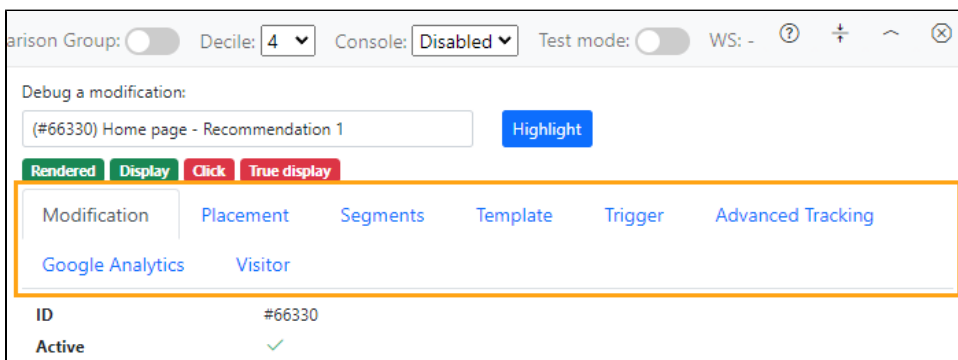 arison Group: Decile: 4 Console: Disabled Test mode: WS: -
Debug a modification:
(#66330) Home page - Recommendation 1 Highlight
Rendered Display Click True display
Modification Placement Segments Template Trigger Advanced Tracking
Google Analytics Visitor
ID #66330
Active